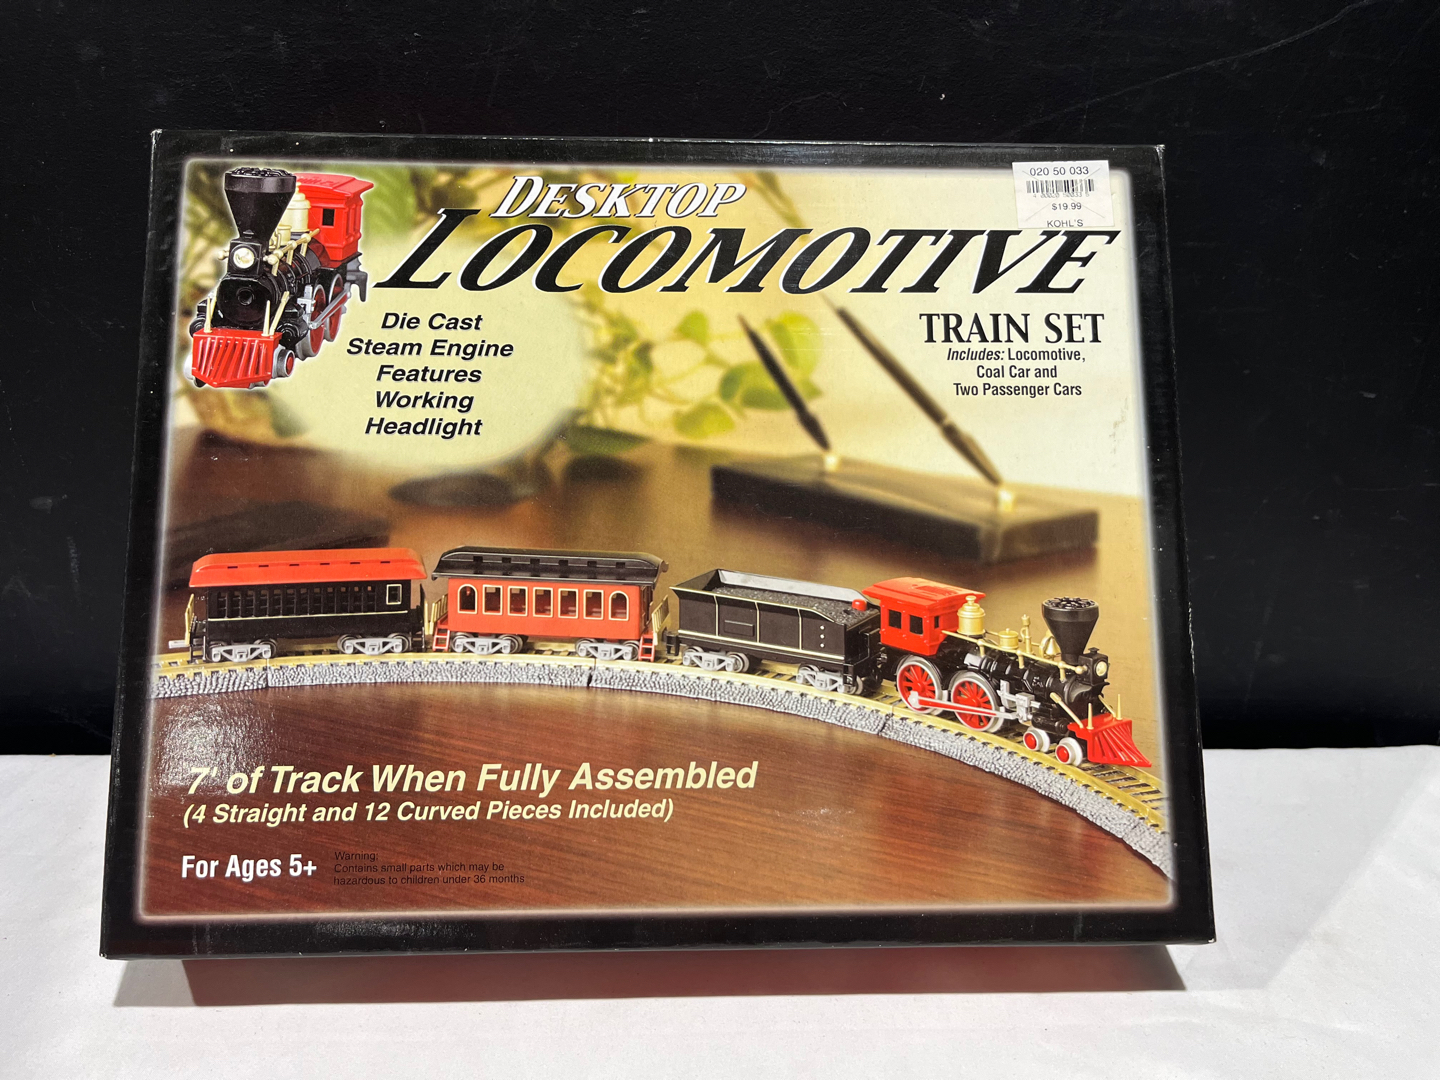 DESKTOP
LOCOMOTIVE
TRAIN SET
Includes: Locomotive,
Coal Car and
Two Passenger Cars
020 50 033
$19.99
KOHL'S
Die Cast
Steam Engine
Features
Working
Headlight
7' of Track When Fully Assembled
(4 Straight and 12 Curved Pieces Included)
For Ages 5+
Warning:
Contains small parts which may be
hazardous to children under 36 months